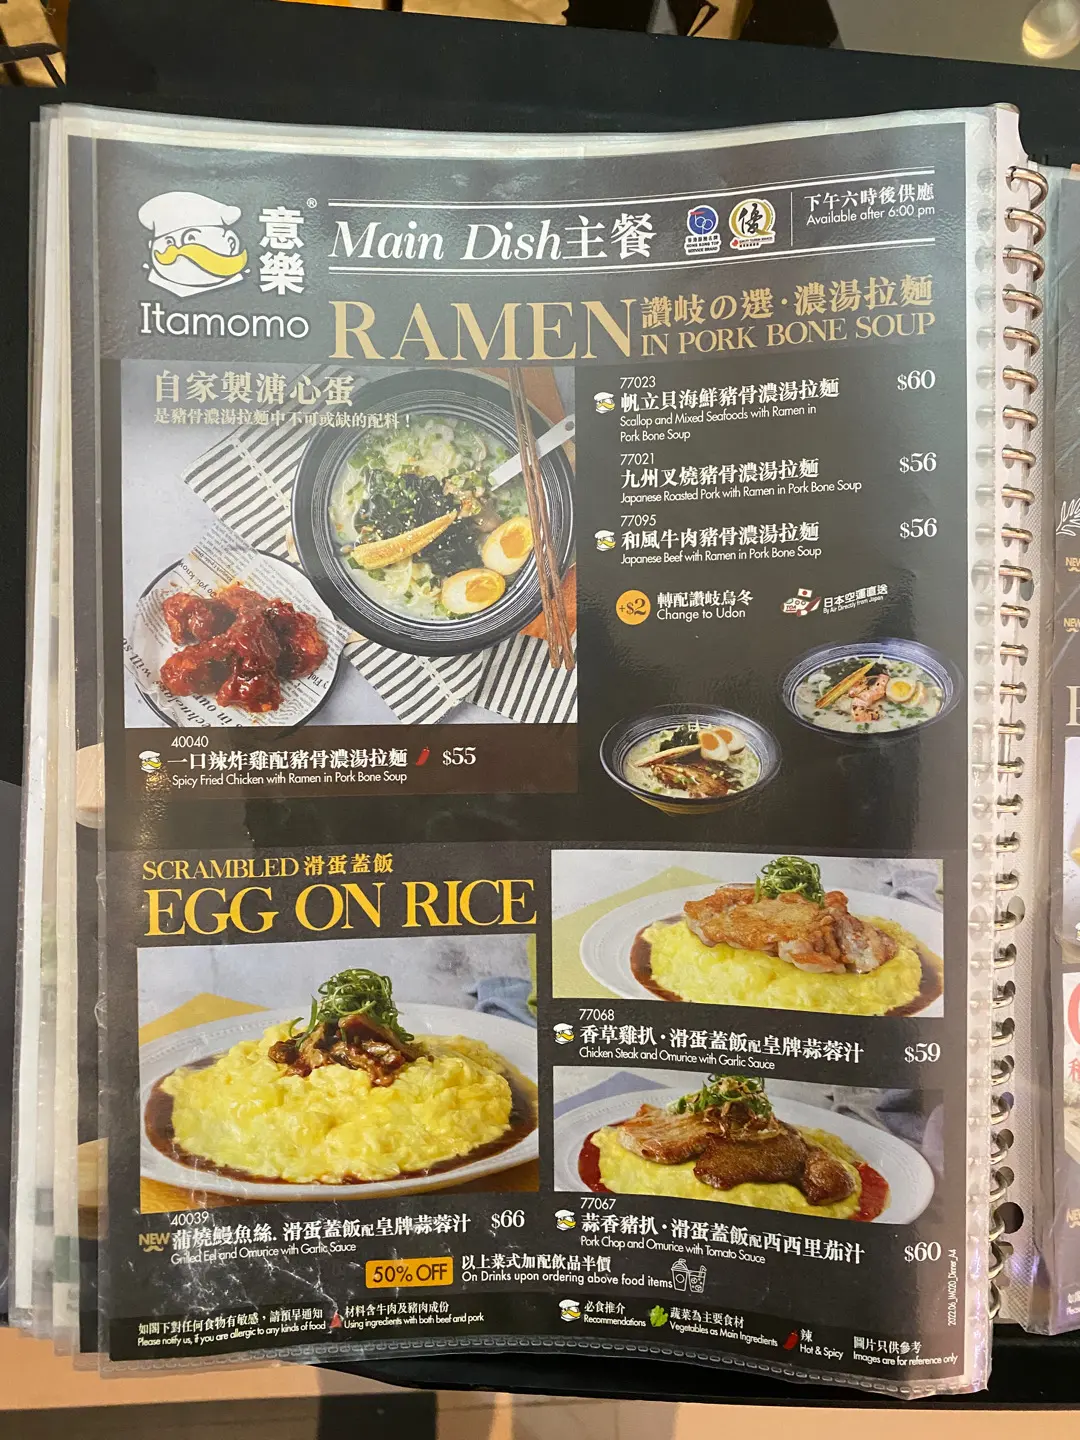 意樂®
Itamomo
Main Dish主餐
HONG KONG TOP
SERVICE BRAND
優
下午六時後供應
Available after 6:00 pm
RAMEN
讚岐の選·濃湯拉麵
IN PORK BONE SOUP
自家製溏心蛋
是豬骨濃湯拉麵中不可或缺的配料！
40040
一口辣炸雞配豬骨濃湯拉麵 $55
Spicy Fried Chicken with Ramen in Pork Bone Soup
77023
帆立貝海鮮豬骨濃湯拉麵 $60
Scallop and Mixed Seafoods with Ramen in
Pork Bone Soup
77021
九州叉燒豬骨濃湯拉麵 $56
Japanese Roasted Pork with Ramen in Pork Bone Soup
77095
和風牛肉豬骨濃湯拉麵 $56
Japanese Beef with Ramen in Pork Bone Soup
+$2 轉配讚岐烏冬
Change to Udon
日本空運直送
By Air Directly from Japan
SCRAMBLED 滑蛋蓋飯
EGG ON RICE
40039
NEW 蒲燒鰻魚絲. 滑蛋蓋飯配皇牌蒜蓉汁 $66
Grilled Eel and Omurice with Garlic Sauce
77068
香草雞扒·滑蛋蓋飯配皇牌蒜蓉汁 $59
Chicken Steak and Omurice with Garlic Sauce
77067
蒜香豬扒·滑蛋蓋飯配西西里茄汁 $60
Pork Chop and Omurice with Tomato Sauce
50% OFF
以上菜式加配飲品半價
On Drinks upon ordering above food items
如閣下對任何食物有敏感，請預早通知
Please notify us, if you are allergic to any kinds of food
材料含牛肉及豬肉成份
Using ingredients with both beef and pork
必食推介
Recommendations
蔬菜為主要食材
Vegetables as Main Ingredients
辣
Hot & Spicy
圖片只供參考
Images are for reference only
NEW
NEW
NEW